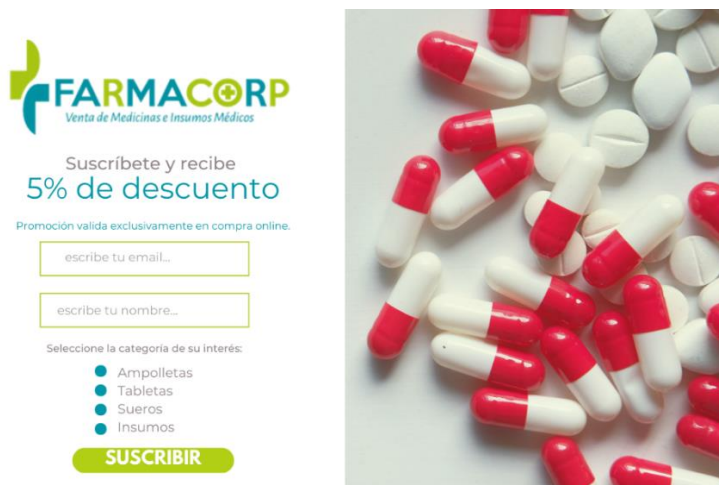 FARMACORP
Venta de Medicinas e Insumos Médicos
Suscríbete y recibe
5% de descuento
Promoción valida exclusivamente en compra online.
escribe tu email...
escribe tu nombre...
Seleccione la categoría de su interés:
Ampolletas
Tabletas
Sueros
Insumos
SUSCRIBIR